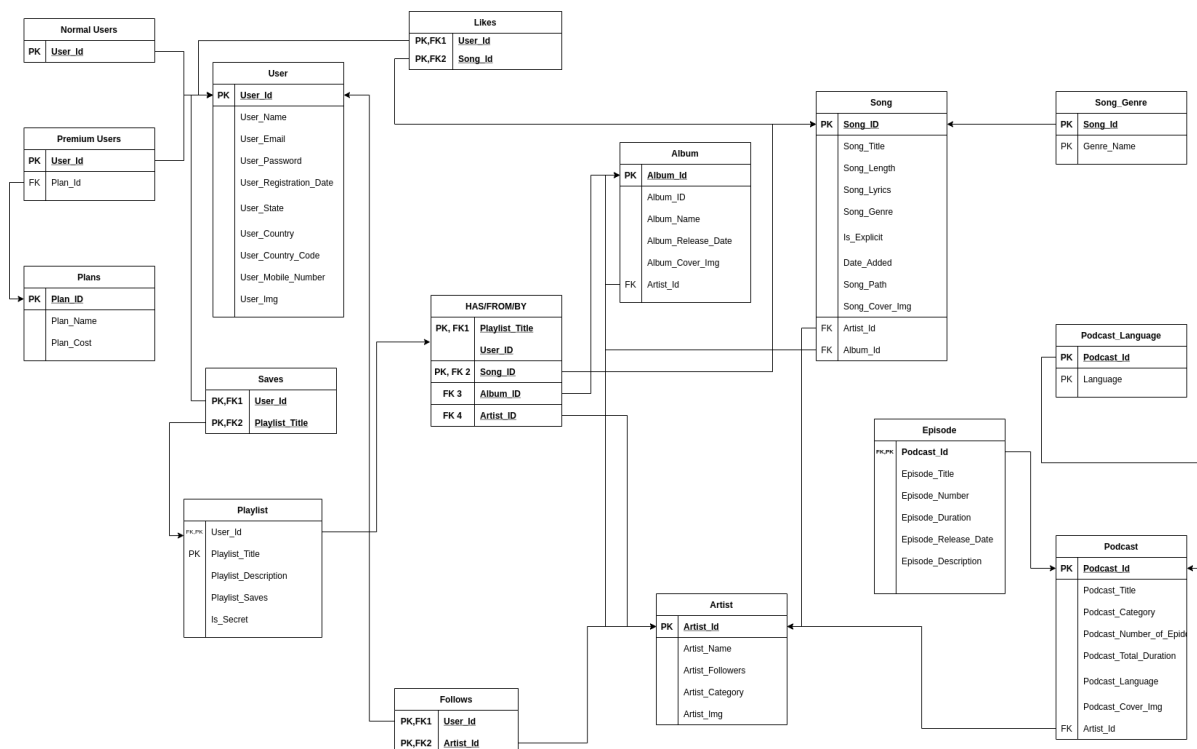 Normal Users
PK User_Id
Premium Users
PK User_Id
FK Plan_Id
Plans
PK Plan_ID
Plan_Name
Plan_Cost
User
PK User_Id
User_Name
User_Email
User_Password
User_Registration_Date
User_State
User_Country
User_Country_Code
User_Mobile_Number
User_Img
Likes
PK,FK1 User_Id
PK,FK2 Song_Id
Saves
PK,FK1 User_Id
PK,FK2 Playlist_Title
Playlist
FK,PK User_Id
PK Playlist_Title
Playlist_Description
Playlist_Saves
Is_Secret
HAS/FROM/BY
PK, FK1 Playlist_Title
User_ID
PK, FK 2 Song_ID
FK 3 Album_ID
FK 4 Artist_ID
Follows
PK,FK1 User_Id
PK,FK2 Artist_Id
Album
PK Album_Id
Album_ID
Album_Name
Album_Release_Date
Album_Cover_Img
FK Artist_Id
Artist
PK Artist_Id
Artist_Name
Artist_Followers
Artist_Category
Artist_Img
Song
PK Song_ID
Song_Title
Song_Length
Song_Lyrics
Song_Genre
Is_Explicit
Date_Added
Song_Path
Song_Cover_Img
FK Artist_Id
FK Album_Id
Song_Genre
PK Song_Id
PK Genre_Name
Podcast_Language
PK Podcast_Id
PK Language
Episode
FK,PK Podcast_Id
Episode_Title
Episode_Number
Episode_Duration
Episode_Release_Date
Episode_Description
Podcast
PK Podcast_Id
Podcast_Title
Podcast_Category
Podcast_Number_of_Epid
Podcast_Total_Duration
Podcast_Language
Podcast_Cover_Img
FK Artist_Id